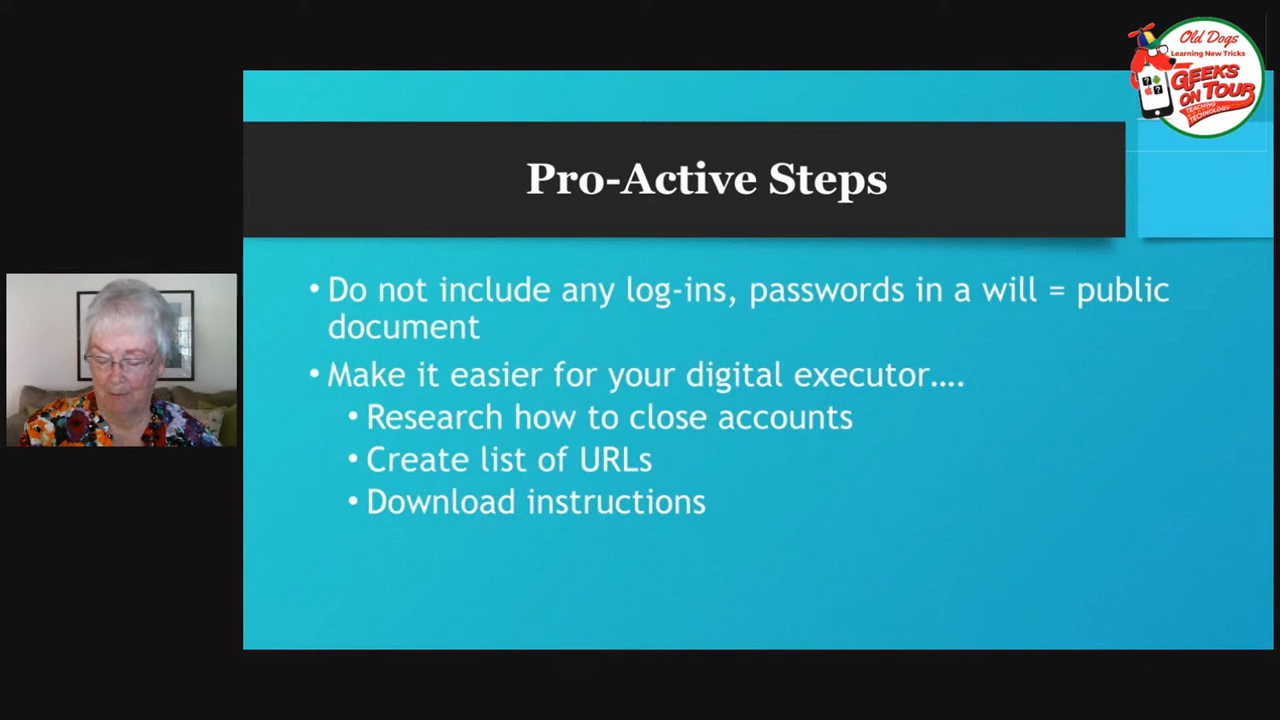 Old Dogs
Learning New Tricks
GEEKS
ON TOUR
TEACHING
TECHNOLOGY
Pro-Active Steps
• Do not include any log-ins, passwords in a will = public
document
• Make it easier for your digital executor....
• Research how to close accounts
• Create list of URLs
• Download instructions